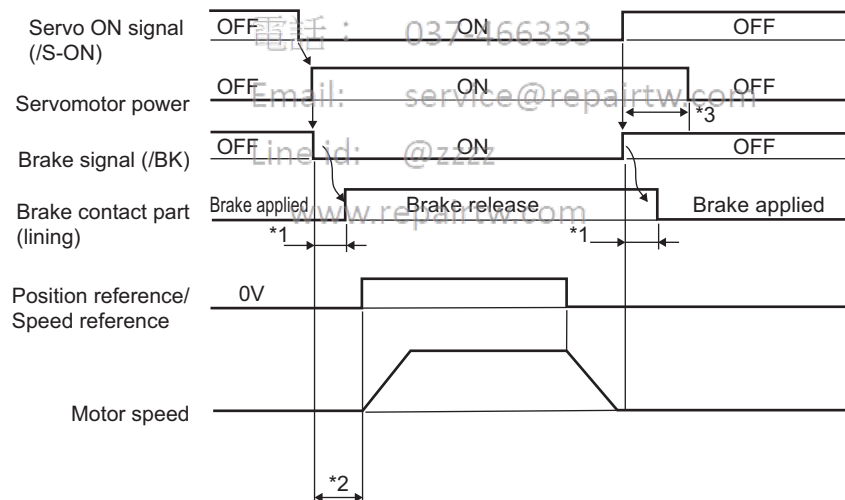 Servo ON signal
(/S-ON)
OFF
ON
OFF
電話： 037-466333
Servomotor power
OFF
ON
OFF
Email: service@repairtw.com
*3
Brake signal (/BK)
OFF
ON
OFF
Line id: @zzzz
Brake contact part
(lining)
Brake applied
Brake release
Brake applied
www.repairtw.com
*1
*1
Position reference/
Speed reference
0V
Motor speed
*2